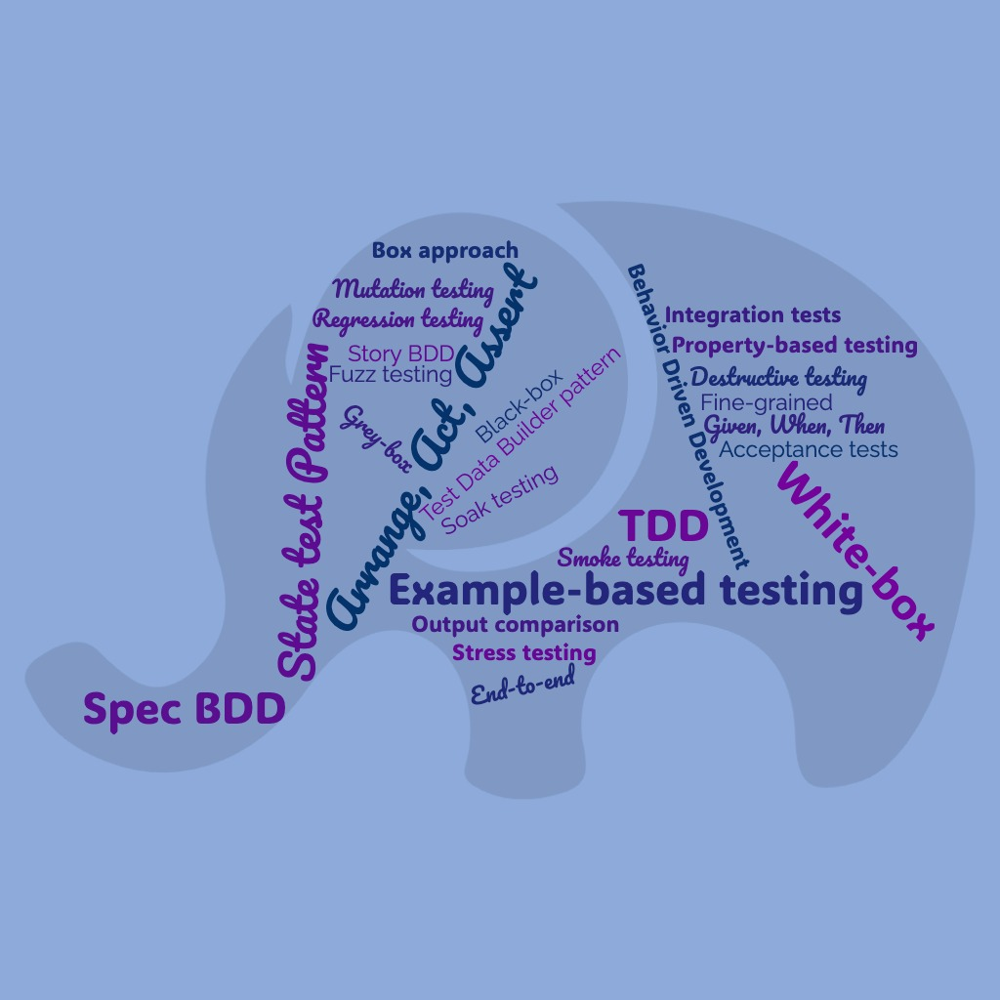 Box approach
Mutation testing
Regression testing
Story BDD
Fuzz testing
Grey-box
State test Pattern
Arrange, Act, Assert
Black-box
Test Data Builder pattern
Soak testing
Behavior Driven Development
Integration tests
Property-based testing
Destructive testing
Fine-grained
Given, When, Then
Acceptance tests
White-box
TDD
Smoke testing
Example-based testing
Output comparison
Stress testing
End-to-end
Spec BDD